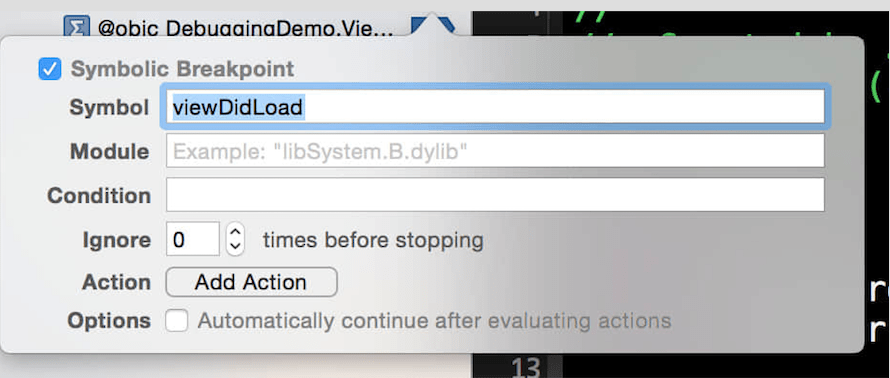 @objc DebuggingDemo.Vie...
Symbolic Breakpoint
Symbol viewDidLoad
Module Example: "libSystem.B.dylib"
Condition
Ignore 0 times before stopping
Action Add Action
Options Automatically continue after evaluating actions
13